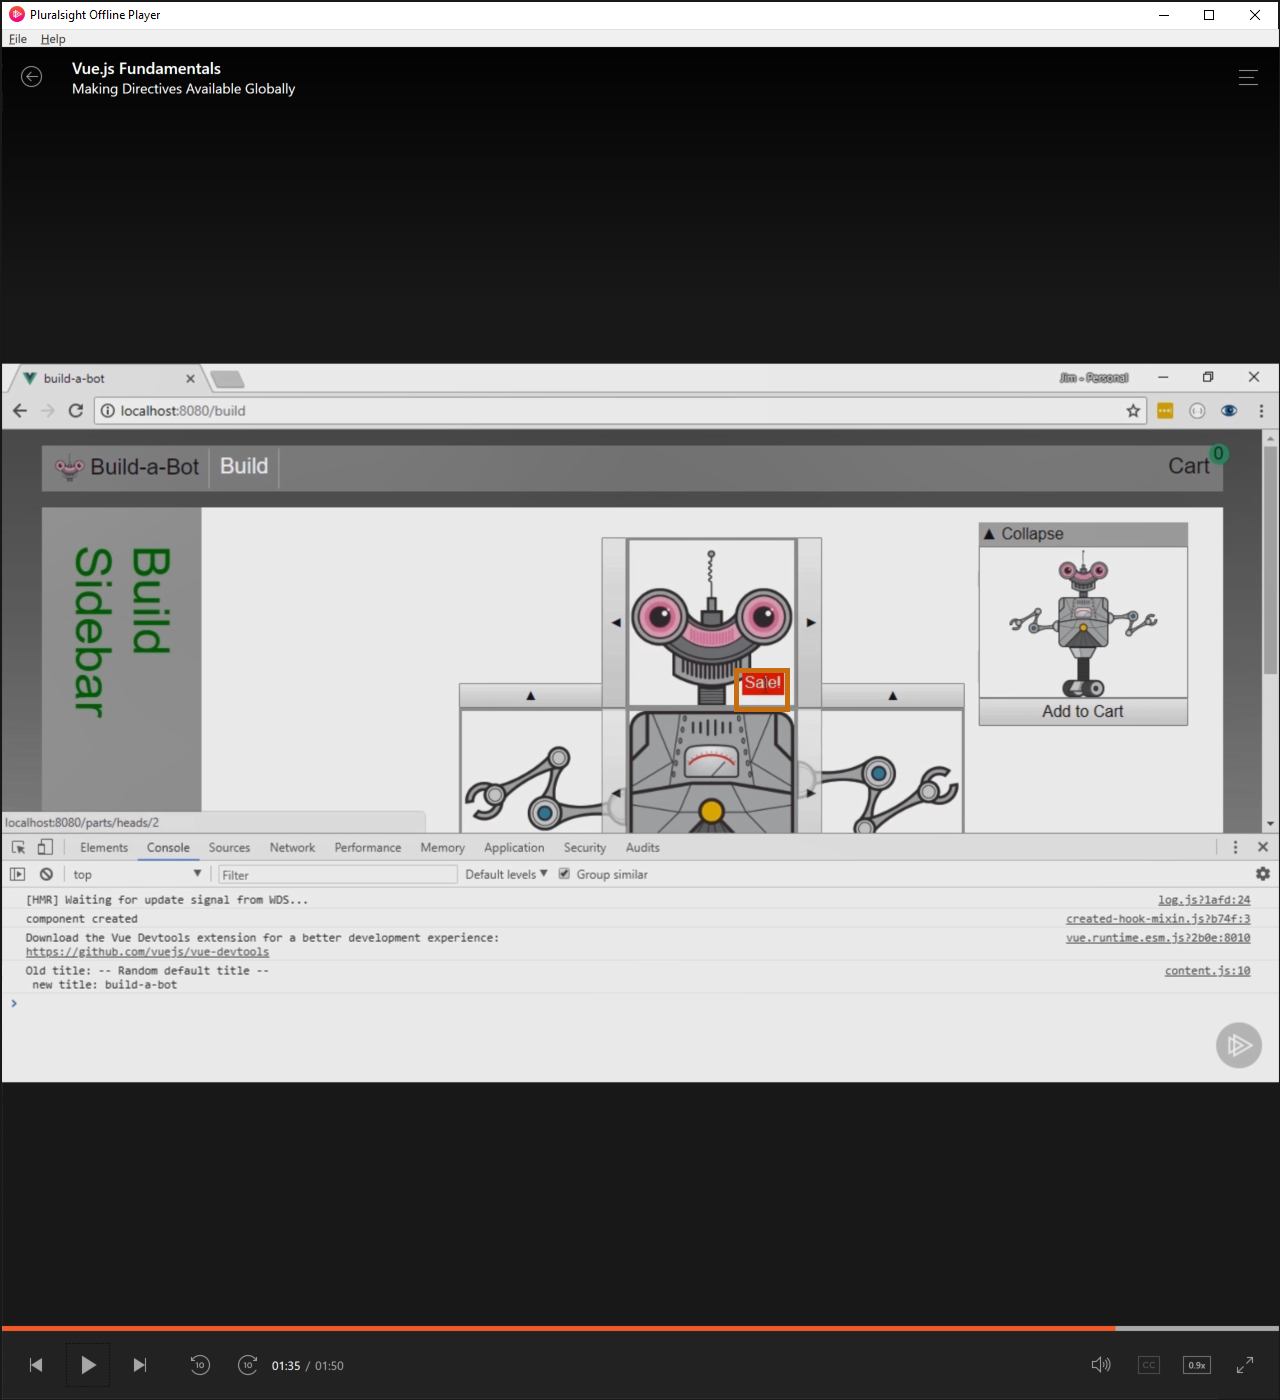 Pluralsight Offline Player
File Help
Vue.js Fundamentals
Making Directives Available Globally
build-a-bot
Jim - Personal
localhost:8080/build
Build-a-Bot
Build
Cart
0
Build
Sidebar
Collapse
Sale!
Add to Cart
localhost:8080/parts/heads/2
Elements Console Sources Network Performance Memory Application Security Audits
top
Filter
Default levels
Group similar
[HMR] Waiting for update signal from WDS... log.js?1afd:24
component created created-hook-mixin.js?b74f:3
Download the Vue Devtools extension for a better development experience: vue.runtime.esm.js?2b0e:8010
https://github.com/vuejs/vue-devtools
Old title: -- Random default title -- content.js:10
new title: build-a-bot
10
10
01:35 / 01:50
CC
0.9x